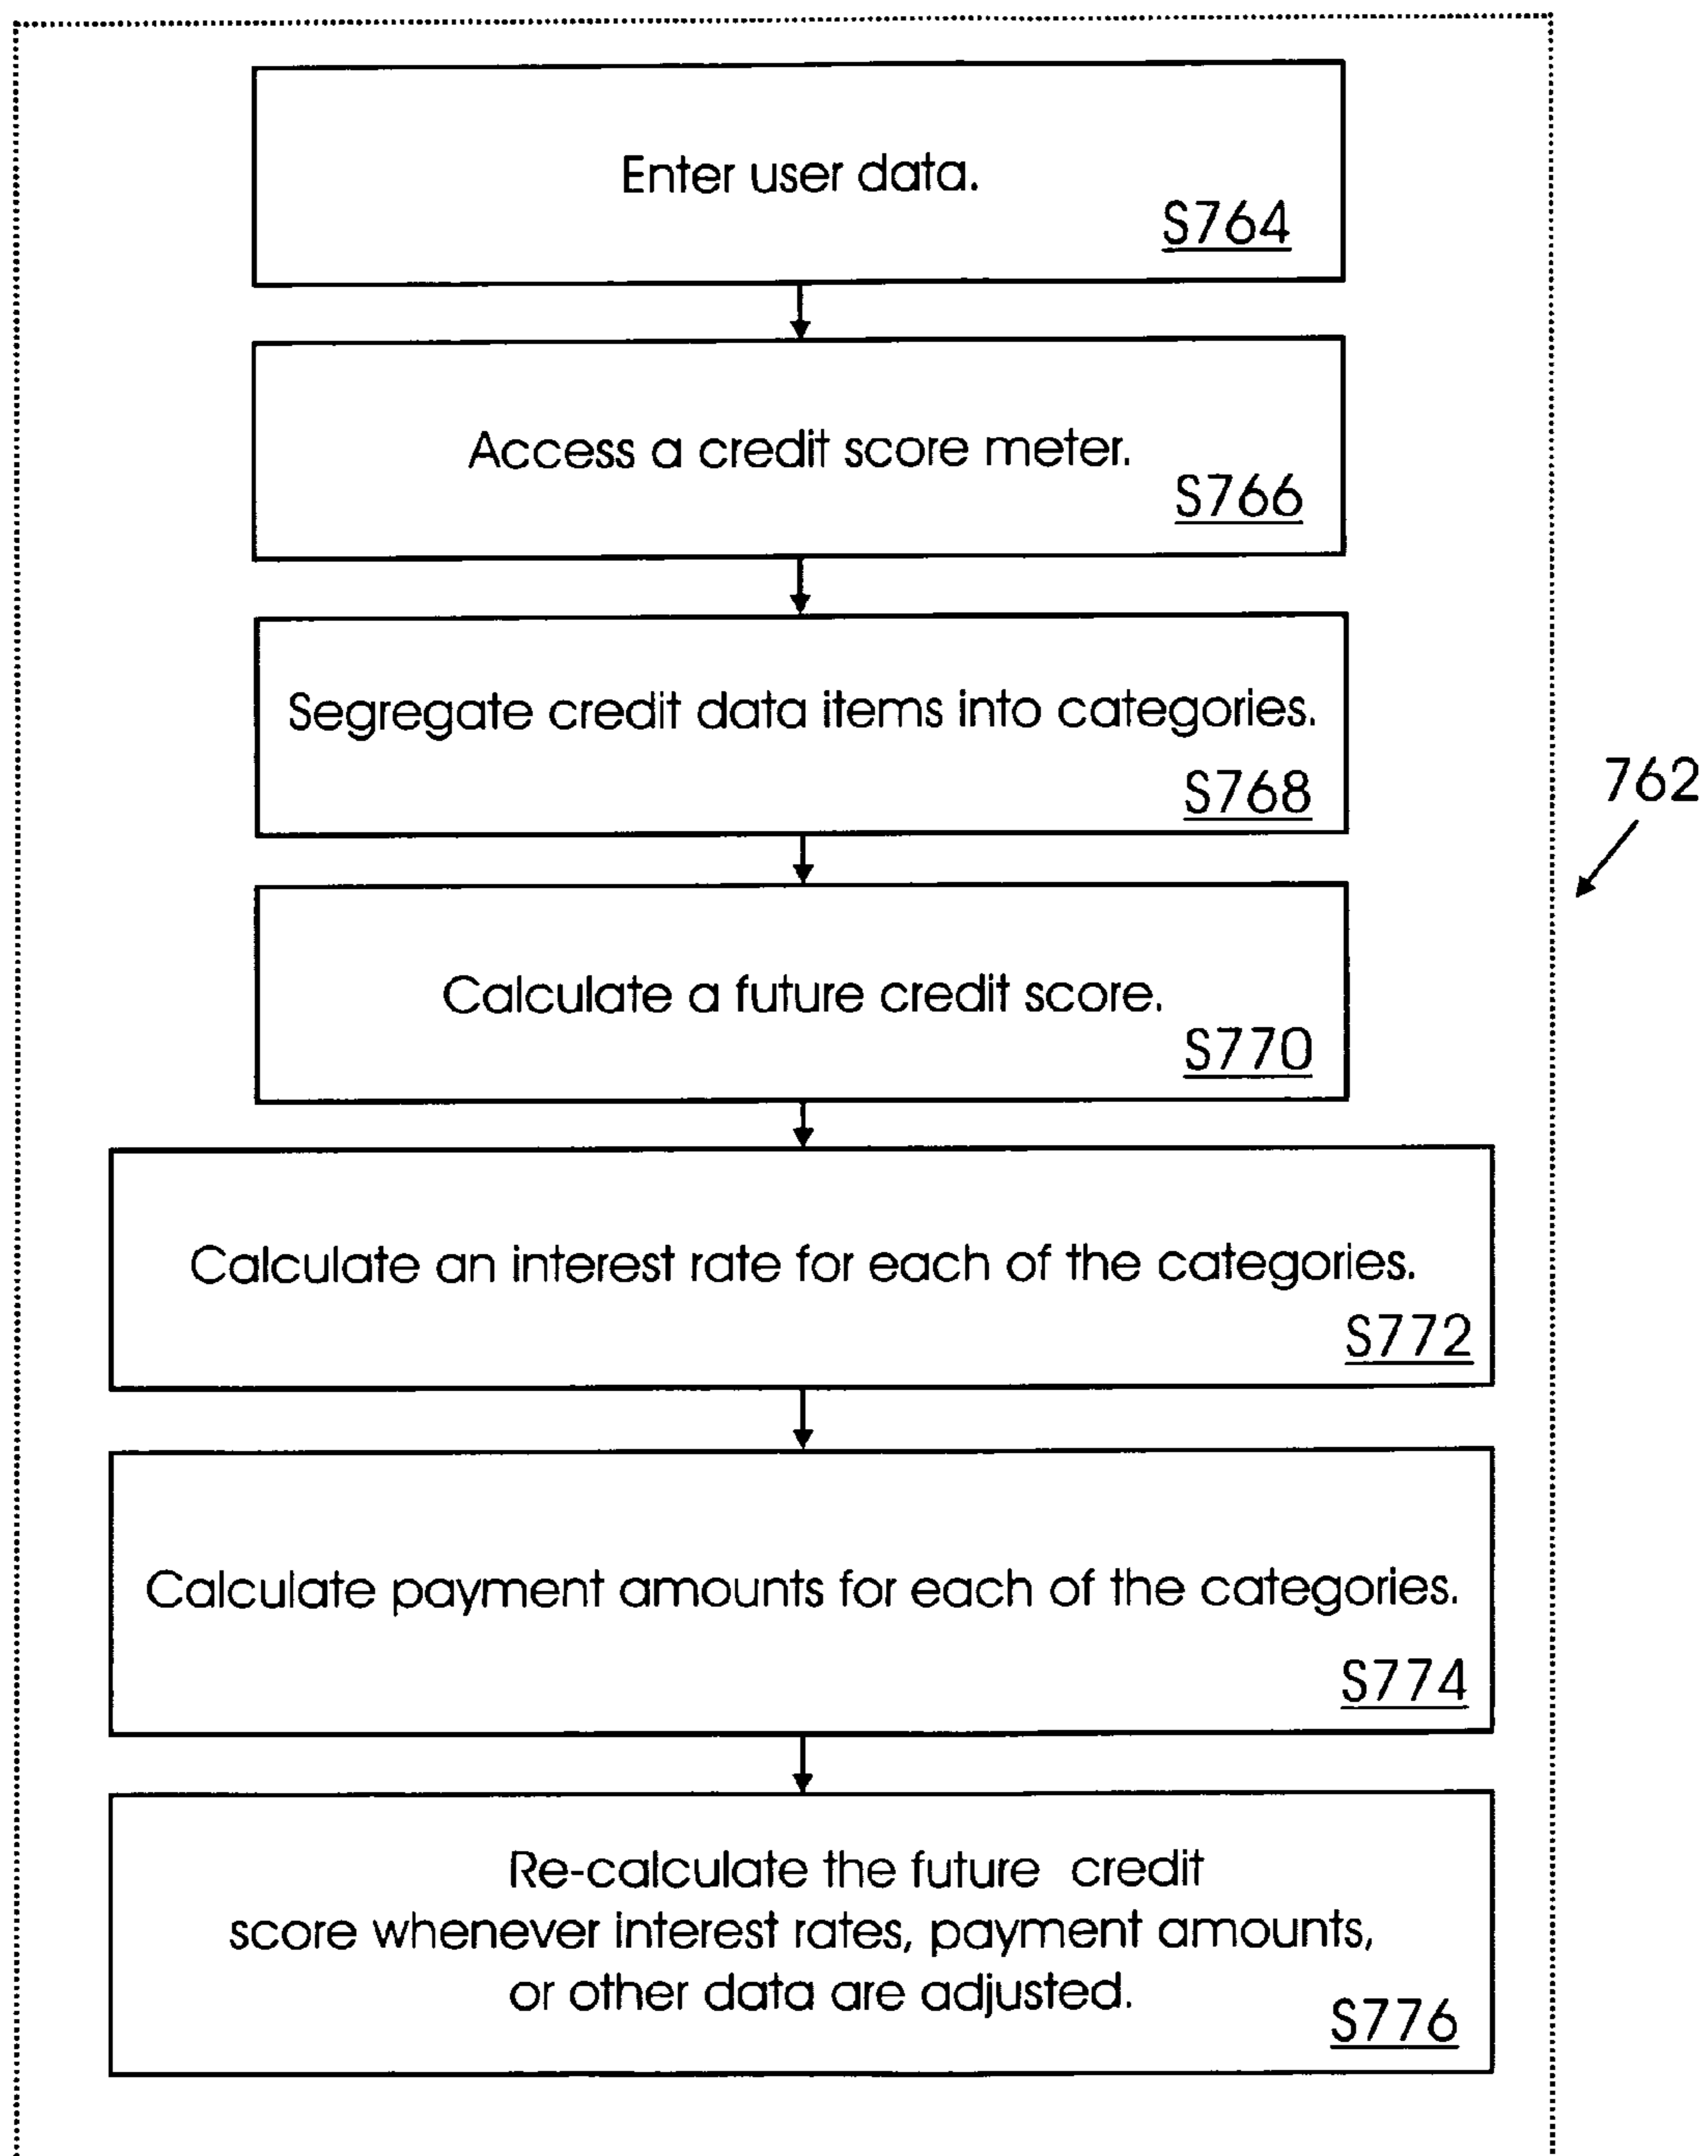 Enter user data.
S764
Access a credit score meter.
S766
Segregate credit data items into categories.
S768
762
Calculate a future credit score.
S770
Calculate an interest rate for each of the categories.
S772
Calculate payment amounts for each of the categories.
S774
Re-calculate the future credit
score whenever interest rates, payment amounts,
or other data are adjusted.
S776